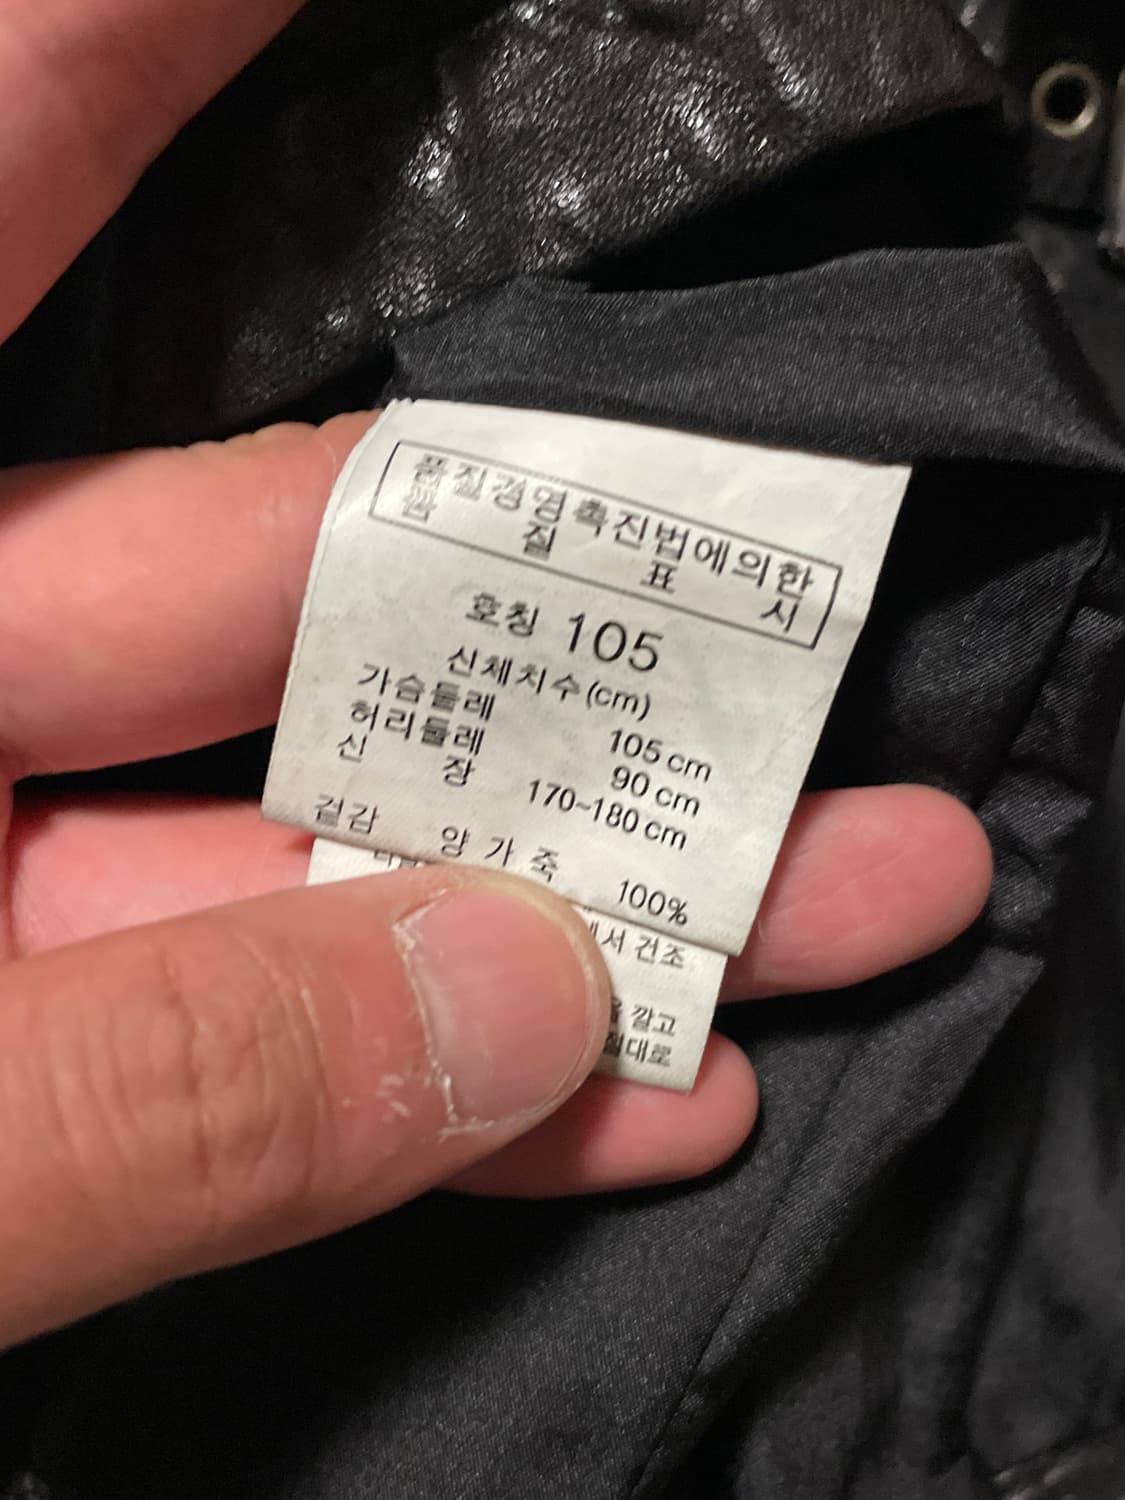 품질경영촉진법에의한
품 질 표 시
호칭 105
신체치수(cm)
가슴둘레 105 cm
허리둘레 90 cm
신 장 170~180 cm
겉감 양 가 죽 100%
에서 건조
을 깔고
절대로